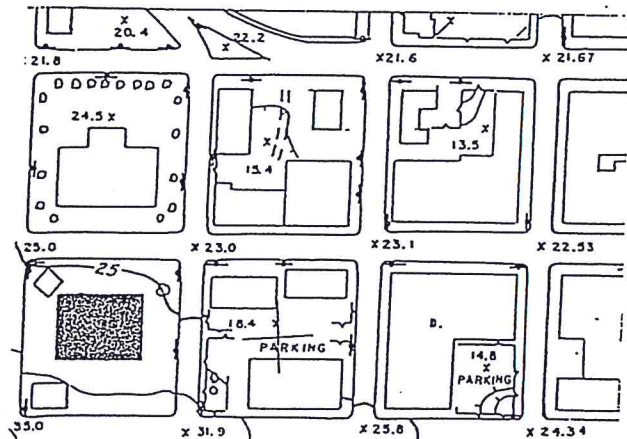 20.4
22.2
21.8
x 21.6
x 21.67
24.5 x
15.4
13.5
25.0
x 23.0
x 23.1
x 22.53
25
18.4 x
PARKING
D.
14.8
x
PARKING
35.0
x 31.9
x 25.8
x 24.34